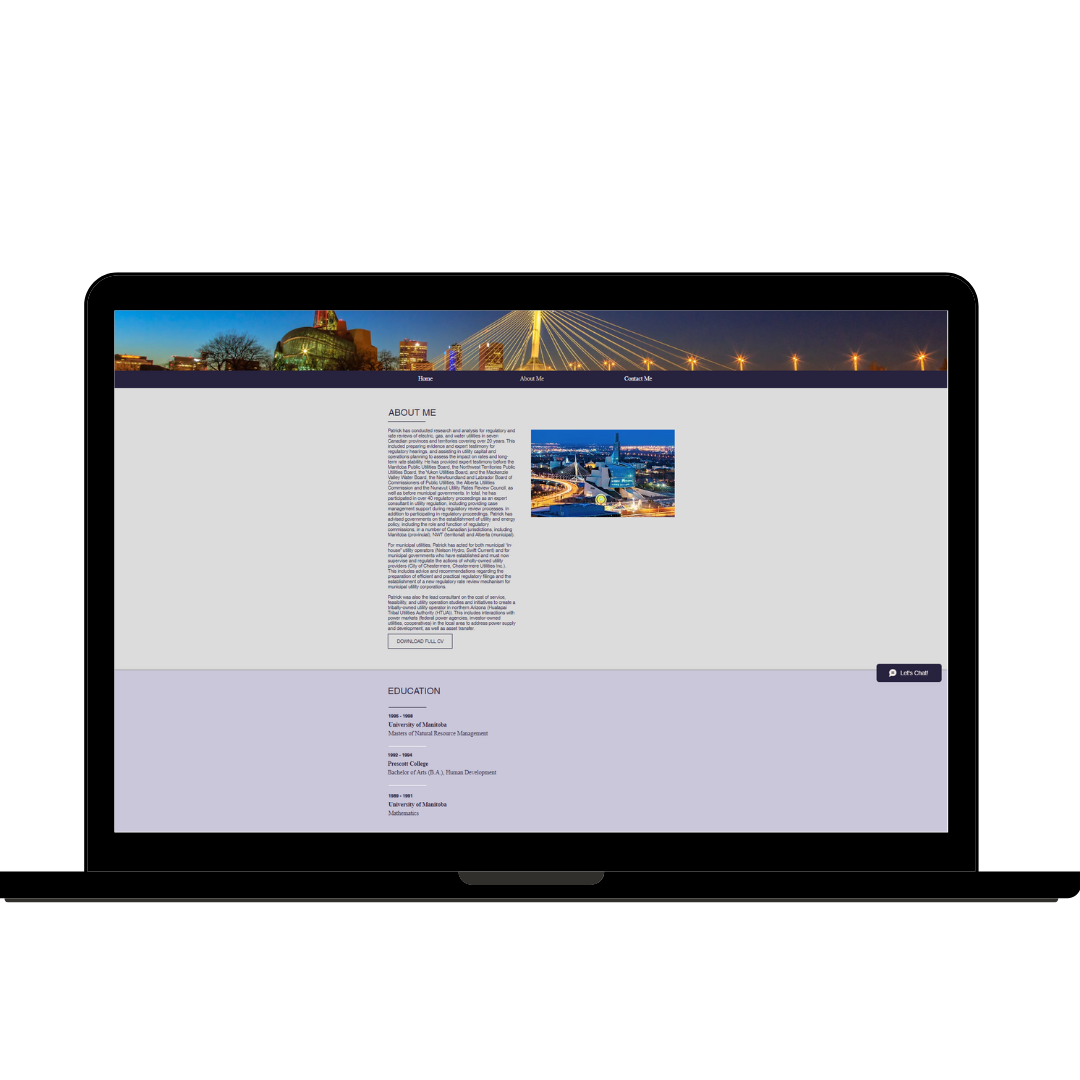 Home
About Me
Contact Me
ABOUT ME
Patrick has conducted research and analysis for regulatory and
rate reviews of electric, gas, and water utilities in seven
Canadian provinces and territories covering over 20 years. This
included preparing evidence and expert testimony for
regulatory hearings, and assisting in utility capital and
operations planning to assess the impact on rates and long-
term rate stability. He has provided expert testimony before the
Manitoba Public Utilities Board, the Northwest Territories Public
Utilities Board, the Yukon Utilities Board, and the Mackenzie
Valley Water Board, the Newfoundland and Labrador Board of
Commissioners of Public Utilities, the Alberta Utilities
Commission and the Nunavut Utility Rates Review Council, as
well as before municipal governments. In total, he has
participated in over 40 regulatory proceedings as an expert
consultant in utility regulation, including providing case
management support during regulatory review processes, in
addition to participating in regulatory proceedings. Patrick has
advised governments on the establishment of utility and energy
policy, including the role and function of regulatory
commissions, in a number of Canadian jurisdictions, including
Manitoba (provincial), NWT (territorial) and Alberta (municipal).
For municipal utilities, Patrick has acted for both municipal "in-
house" utility operators (Nelson Hydro, Swift Current) and for
municipal governments who have established and must now
supervise and regulate the actions of wholly-owned utility
providers (City of Chestermere, Chestermere Utilities Inc.).
This includes advice and recommendations regarding the
preparation of efficient and practical regulatory filings and the
establishment of a new regulatory rate review mechanism for
municipal utility corporations.
Patrick was also the lead consultant on the cost of service,
feasibility, and utility operation studies and initiatives to create a
tribally-owned utility operator in northern Arizona (Hualapai
Tribal Utilities Authority (HTUA)). This includes interactions with
power markets (federal power agencies, investor owned
utilities, cooperatives) in the local area to address power supply
and development, as well as asset transfer.
DOWNLOAD FULL CV
Let's Chat!
EDUCATION
1995 - 1998
University of Manitoba
Masters of Natural Resource Management
1992 - 1994
Prescott College
Bachelor of Arts (B.A.), Human Development
1989 - 1991
University of Manitoba
Mathematics